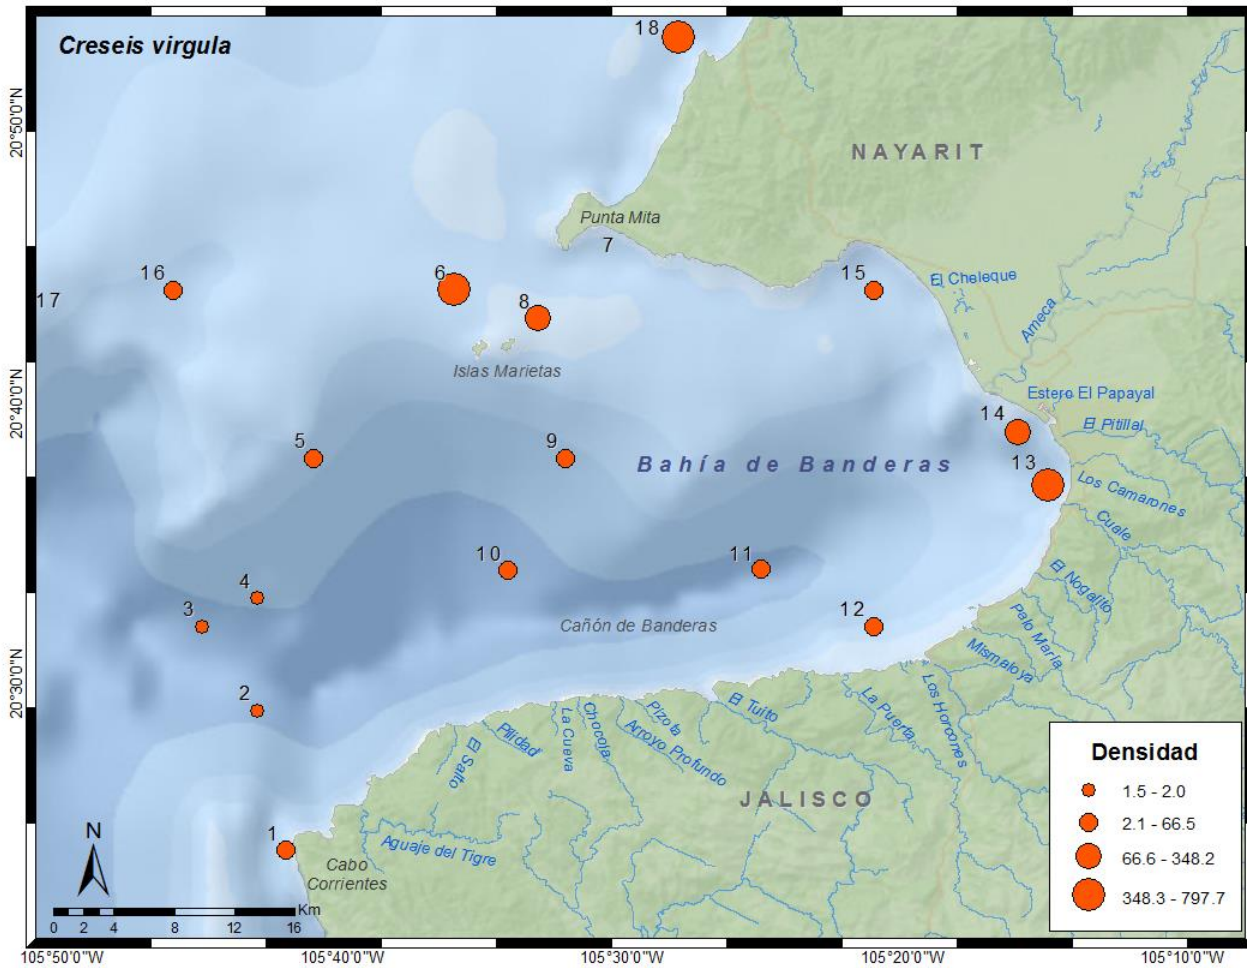 18
Creseis virgula
20°50'0"N
NAYARIT
Punta Mita
7
16
6
15
El Cheleque
17
8
Ameca
Islas Marietas
Estero El Papayal
20°40'0"N
14
El Pitillal
5
9
Bahía de Banderas
13
Los Camarones
Cuale
10
11
El Nogalito
4
3
12
Cañón de Banderas
Palo María
Mismaloya
20°30'0"N
2
El Tuito
La Puerta
Los Horcones
Pizota
Chocola
La Cueva
Pilidad
Arroyo Profundo
El Salto
Densidad
1.5 - 2.0
2.1 - 66.5
66.6 - 348.2
348.3 - 797.7
JALISCO
1
N
Aguaje del Tigre
Cabo
Corrientes
Km
0 2 4 8 12 16
105°50'0"W
105°40'0"W
105°30'0"W
105°20'0"W
105°10'0"W